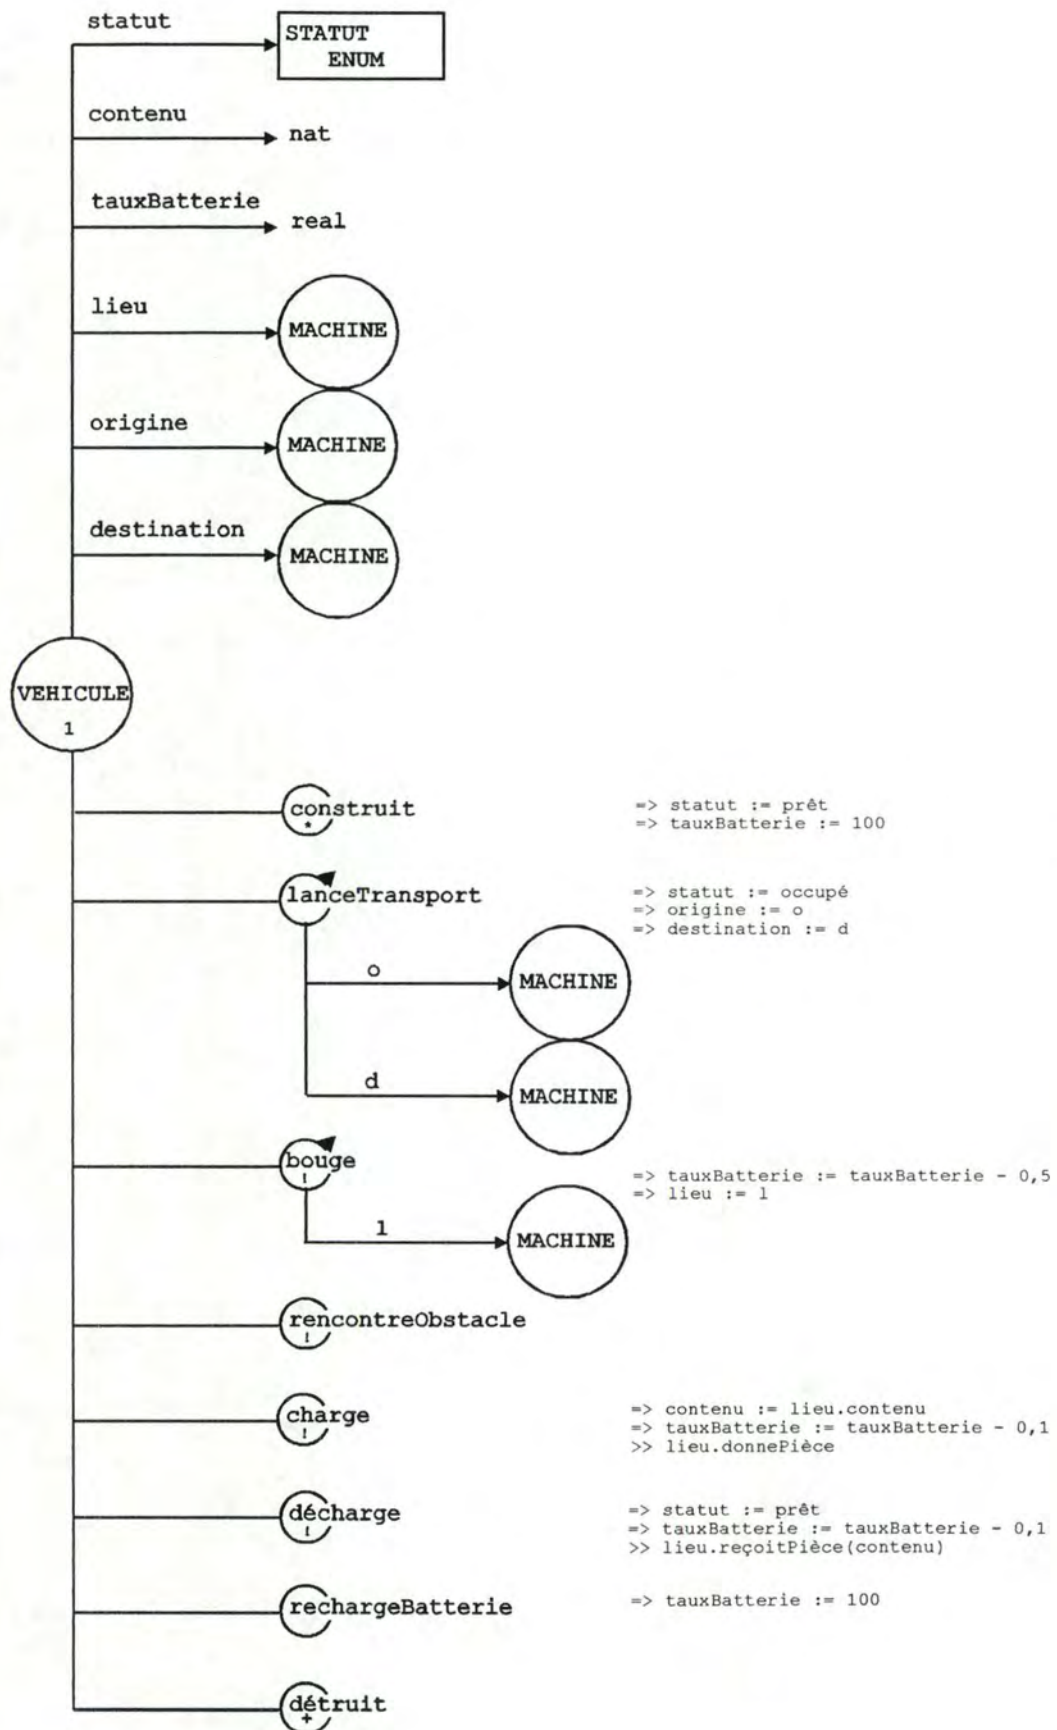 statut
STATUT
ENUM
contenu
nat
tauxBatterie
real
lieu
MACHINE
origine
MACHINE
destination
MACHINE
VEHICULE
1
construit
*
=> statut := prêt
=> tauxBatterie := 100
lanceTransport
=> statut := occupé
=> origine := o
=> destination := d
o
MACHINE
d
MACHINE
bouge
!
=> tauxBatterie := tauxBatterie - 0,5
=> lieu := l
l
MACHINE
rencontreObstacle
!
charge
!
=> contenu := lieu.contenu
=> tauxBatterie := tauxBatterie - 0,1
>> lieu.donnePièce
décharge
!
=> statut := prêt
=> tauxBatterie := tauxBatterie - 0,1
>> lieu.reçoitPièce(contenu)
rechargeBatterie
=> tauxBatterie := 100
détruit
+